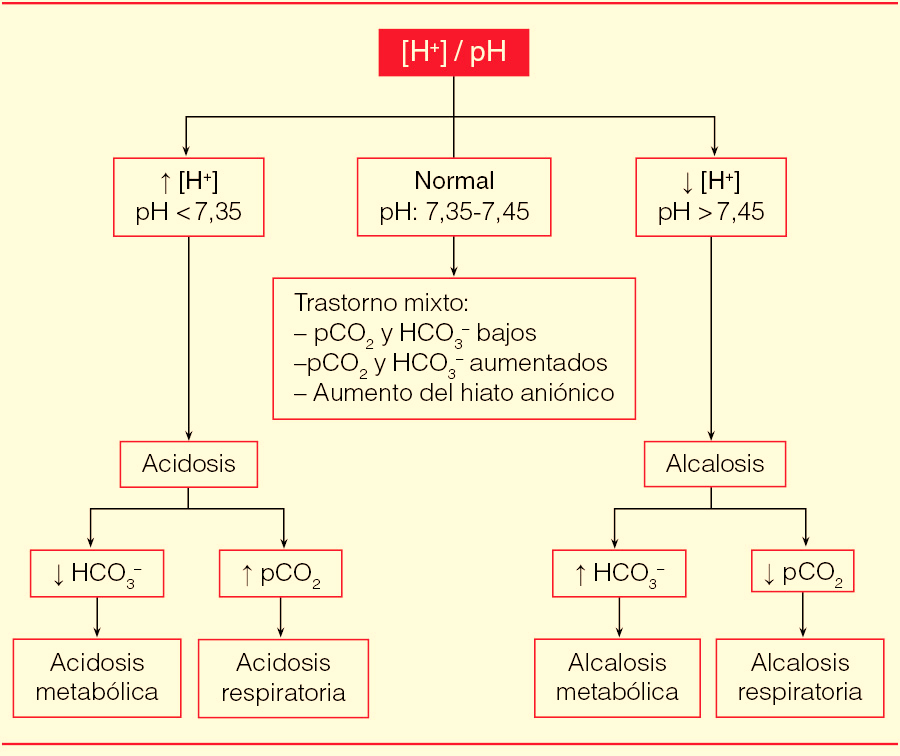 [H⁺] / pH
↑ [H⁺]
pH < 7,35
Normal
pH: 7,35-7,45
↓ [H⁺]
pH > 7,45
Trastorno mixto:
– pCO₂ y HCO₃⁻ bajos
–pCO₂ y HCO₃⁻ aumentados
– Aumento del hiato aniónico
Acidosis
Alcalosis
↓ HCO₃⁻
↑ pCO₂
↑ HCO₃⁻
↓ pCO₂
Acidosis
metabólica
Acidosis
respiratoria
Alcalosis
metabólica
Alcalosis
respiratoria